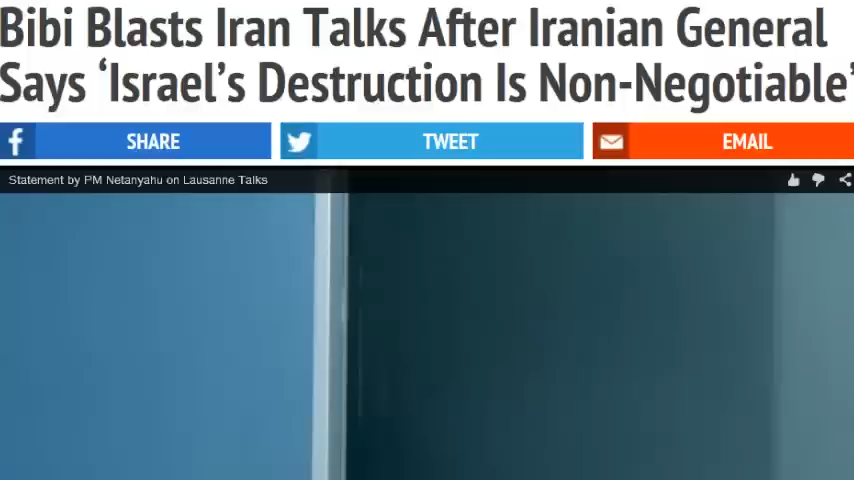 Bibi Blasts Iran Talks After Iranian General
Says ‘Israel’s Destruction Is Non-Negotiable’
SHARE
TWEET
EMAIL
Statement by PM Netanyahu on Lausanne Talks